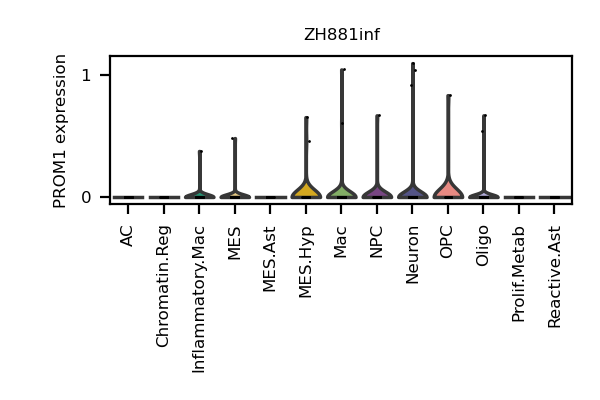 ZH881inf
PROM1 expression
1
0
AC
Chromatin.Reg
Inflammatory.Mac
MES
MES.Ast
MES.Hyp
Mac
NPC
Neuron
OPC
Oligo
Prolif.Metab
Reactive.Ast